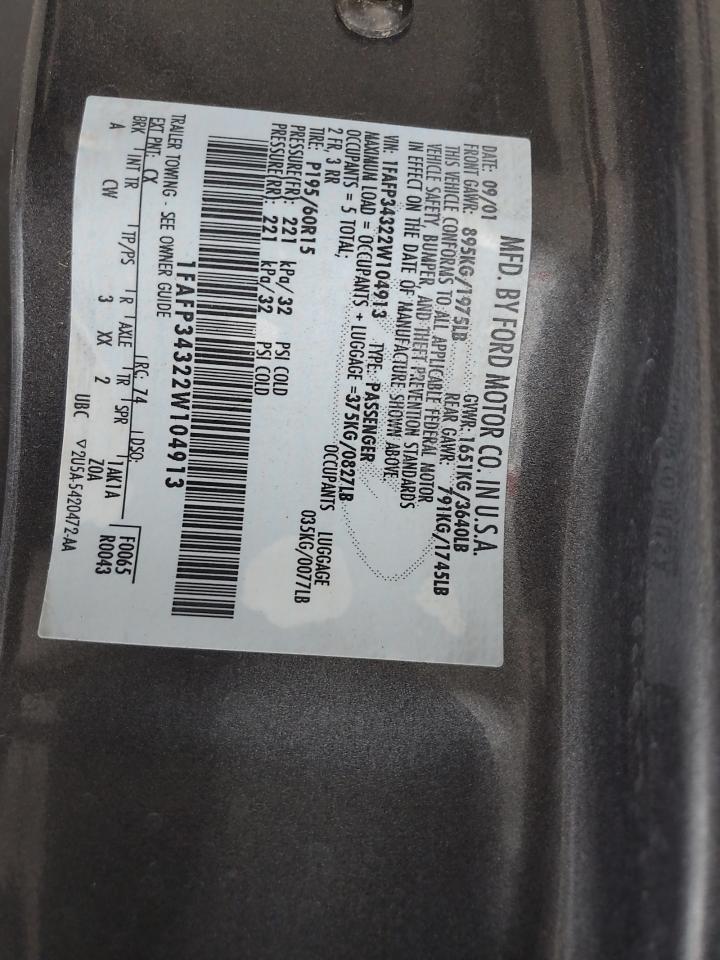 MFD. BY FORD MOTOR CO. IN U.S.A.
DATE: 09/01 GVWR: 1651KG/3640LB
FRONT GAWR: 895KG/1975LB REAR GAWR: 791KG/1745LB
THIS VEHICLE CONFORMS TO ALL APPLICABLE FEDERAL MOTOR
VEHICLE SAFETY, BUMPER, AND THEFT PREVENTION STANDARDS
IN EFFECT ON THE DATE OF MANUFACTURE SHOWN ABOVE.
VIN: 1FAFP34322W104913 TYPE: PASSENGER
MAXIMUM LOAD = OCCUPANTS + LUGGAGE =375KG/0827LB
OCCUPANTS = 5 TOTAL; OCCUPANTS LUGGAGE
2 FR, 3 RR 035KG/0077LB
TIRE: P195/60R15
PRESSURE(FR): 221 kPa/32 PSI COLD
PRESSURE(RR): 221 kPa/32 PSI COLD
1FAFP34322W104913
TRAILER TOWING - SEE OWNER GUIDE
EXT PNT: CX RC: 74 DSO: F0065
BRK INT TR TP/PS R AXLE TR SPR 1AK1A R0043
A CW 3 XX 2 Z0A
UBC ▽2U5A-5420472-AA